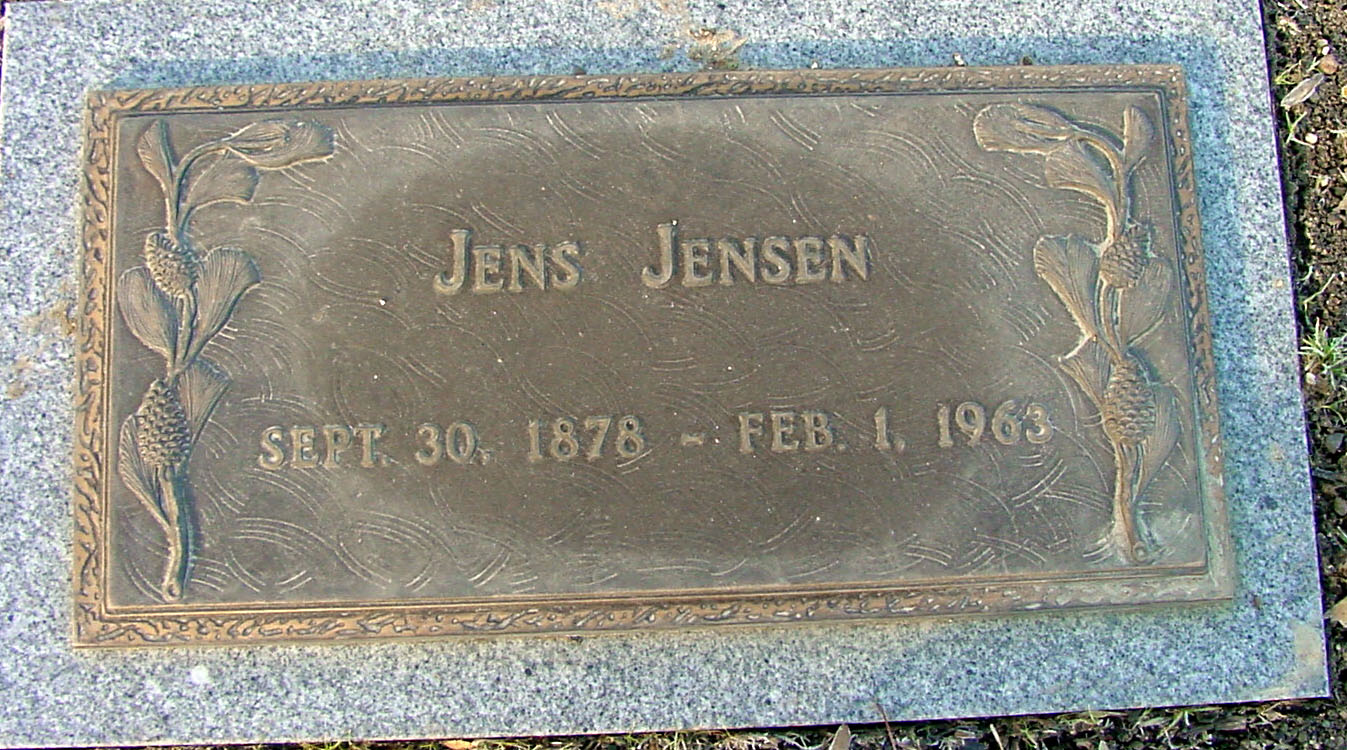 JENS JENSEN
SEPT. 30, 1878 - FEB. 1, 1963